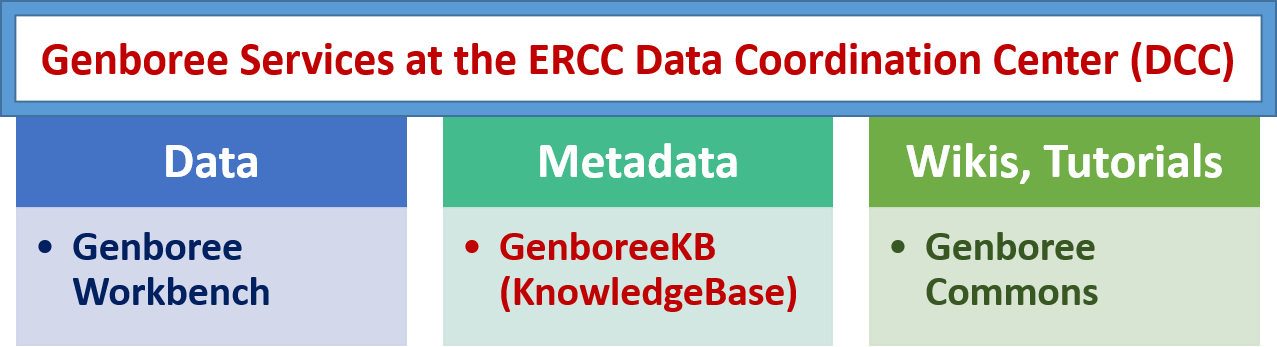 Genboree Services at the ERCC Data Coordination Center (DCC)
Data
• Genboree
Workbench
Metadata
• GenboreeKB
(KnowledgeBase)
Wikis, Tutorials
• Genboree
Commons